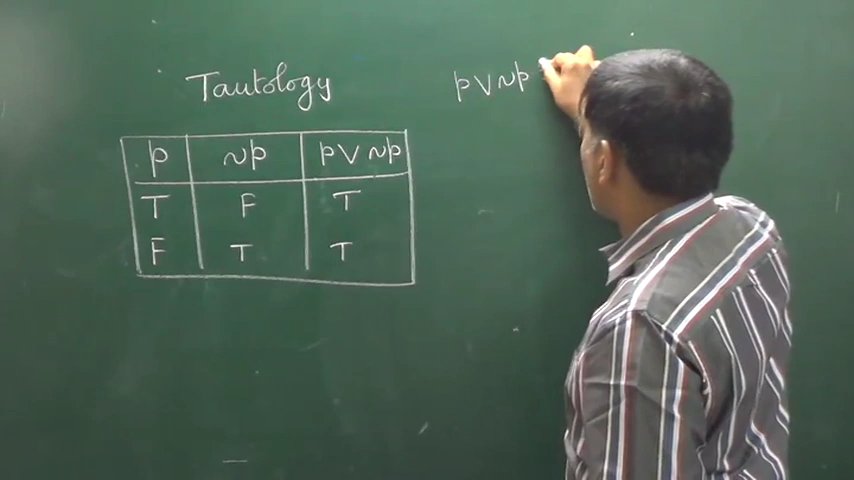 Tautology
p ~p p V ~p
T F T
F T T
p V ~p